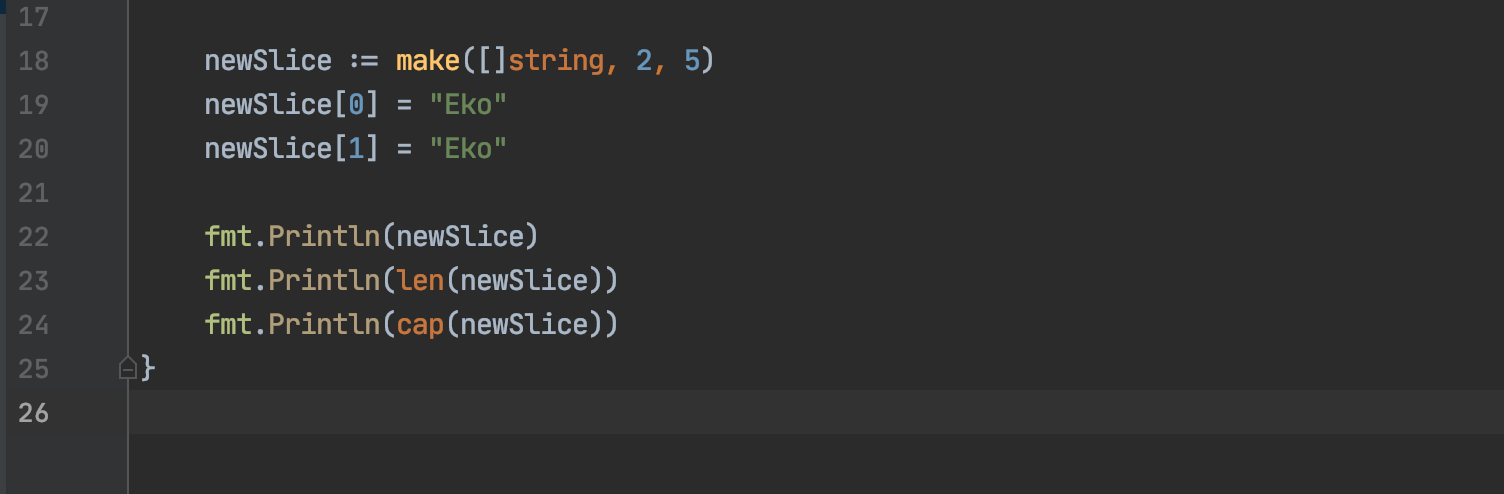 17
18 newSlice := make([]string, 2, 5)
19 newSlice[0] = "Eko"
20 newSlice[1] = "Eko"
21
22 fmt.Println(newSlice)
23 fmt.Println(len(newSlice))
24 fmt.Println(cap(newSlice))
25 }
26